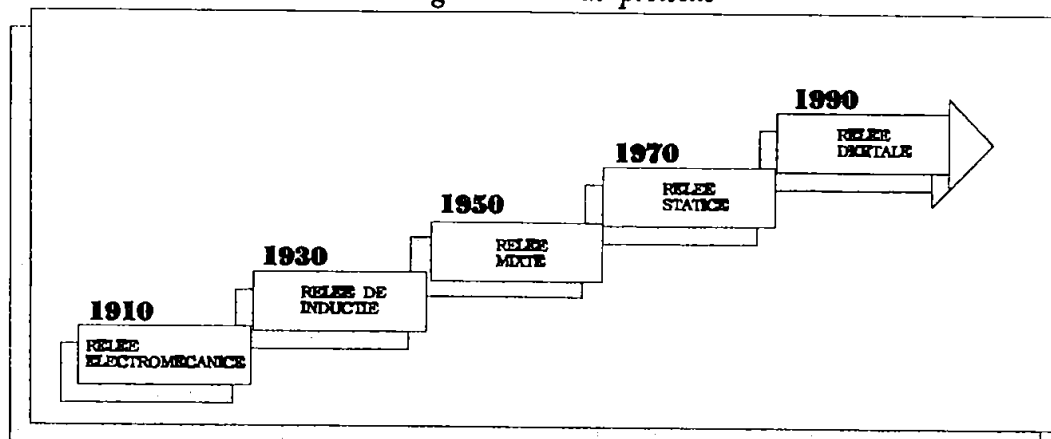 1910
RELEE
ELECTROMECANICE
1930
RELEE DE
INDUCTIE
1950
RELEE
MIXTE
1970
RELEE
STATICE
1990
RELEE
DIGITALE